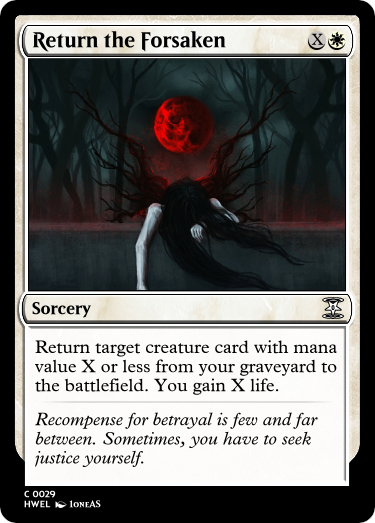 Return the Forsaken X
Sorcery
Return target creature card with mana
value X or less from your graveyard to
the battlefield. You gain X life.
Recompense for betrayal is few and far
between. Sometimes, you have to seek
justice yourself.
C 0029
HWEL 1oneAS